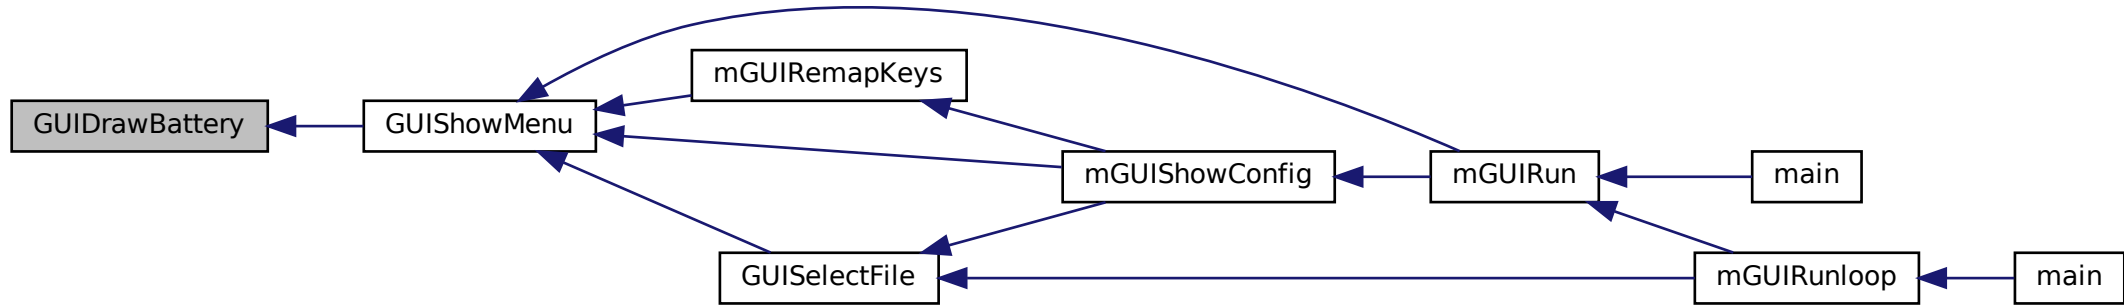 GUIDrawBattery
GUIShowMenu
mGUIRemapKeys
GUISelectFile
mGUIShowConfig
mGUIRun
main
mGUIRunloop
main